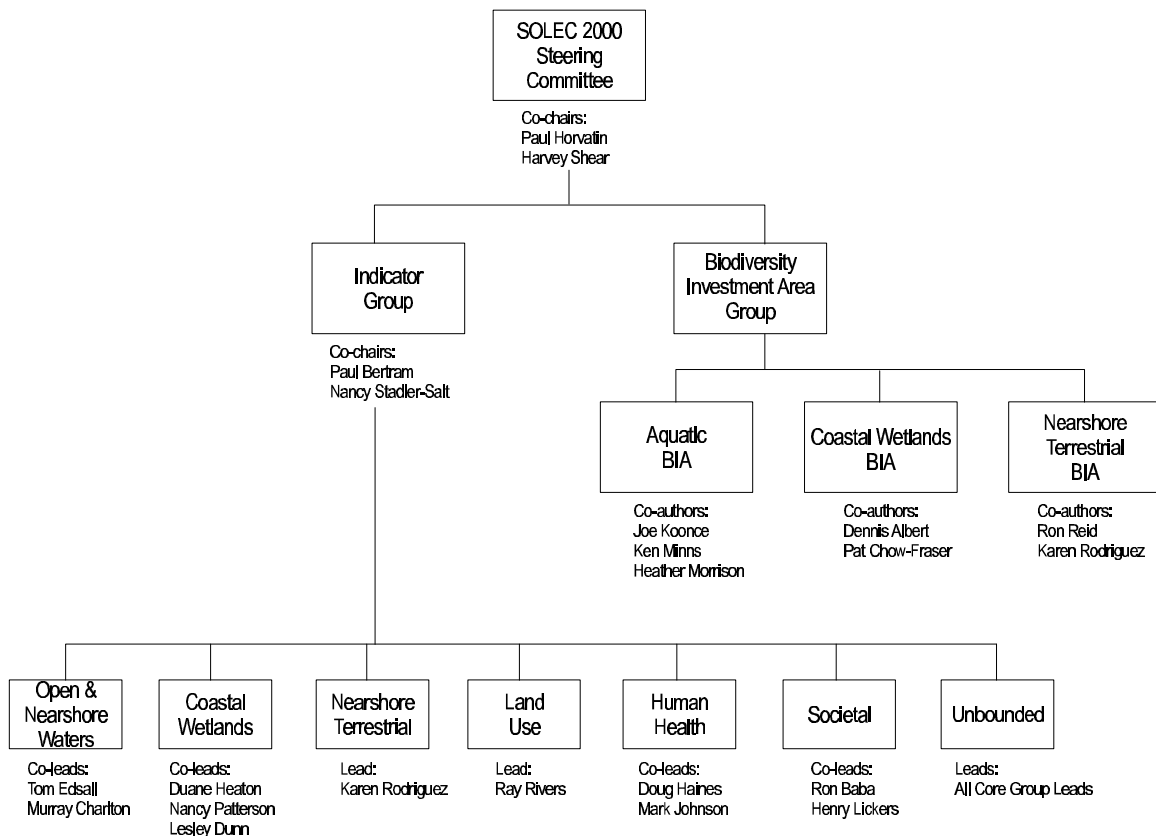 SOLEC 2000
Steering
Committee
Co-chairs:
Paul Horvatin
Harvey Shear
Indicator
Group
Co-chairs:
Paul Bertram
Nancy Stadler-Salt
Biodiversity
Investment Area
Group
Aquatic
BIA
Co-authors:
Joe Koonce
Ken Minns
Heather Morrison
Coastal Wetlands
BIA
Co-authors:
Dennis Albert
Pat Chow-Fraser
Nearshore
Terrestrial
BIA
Co-authors:
Ron Reid
Karen Rodriguez
Open &
Nearshore
Waters
Co-leads:
Tom Edsall
Murray Charlton
Coastal
Wetlands
Co-leads:
Duane Heaton
Nancy Patterson
Lesley Dunn
Nearshore
Terrestrial
Lead:
Karen Rodriguez
Land
Use
Lead:
Ray Rivers
Human
Health
Co-leads:
Doug Haines
Mark Johnson
Societal
Co-leads:
Ron Baba
Henry Lickers
Unbounded
Leads:
All Core Group Leads